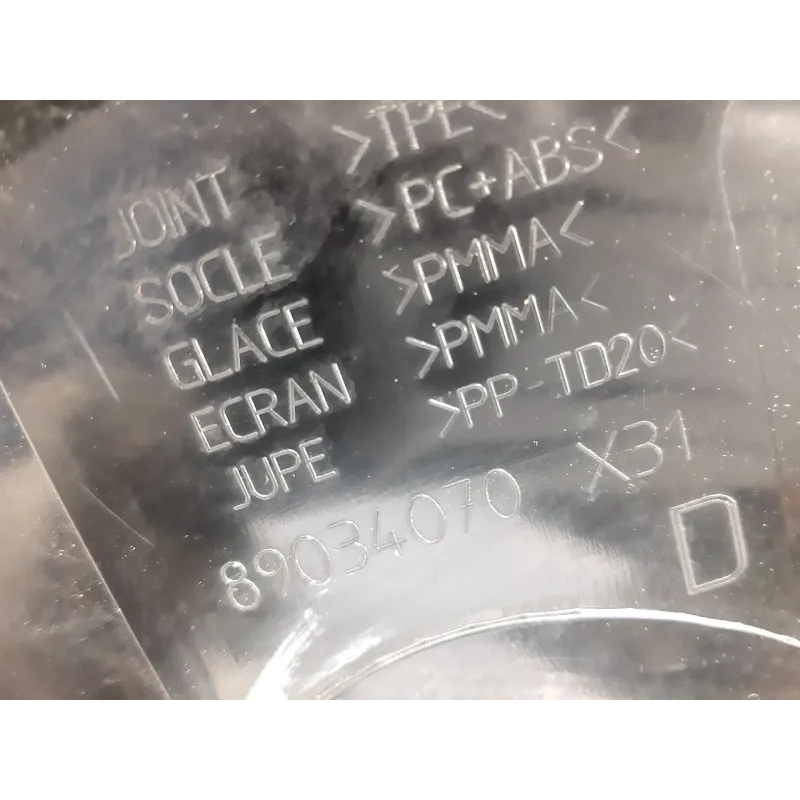 JOINT >TPE<
SOCLE >PC+ABS<
GLACE >PMMA<
ECRAN >PMMA<
JUPE >PP-TD20<
89034070 X31
D